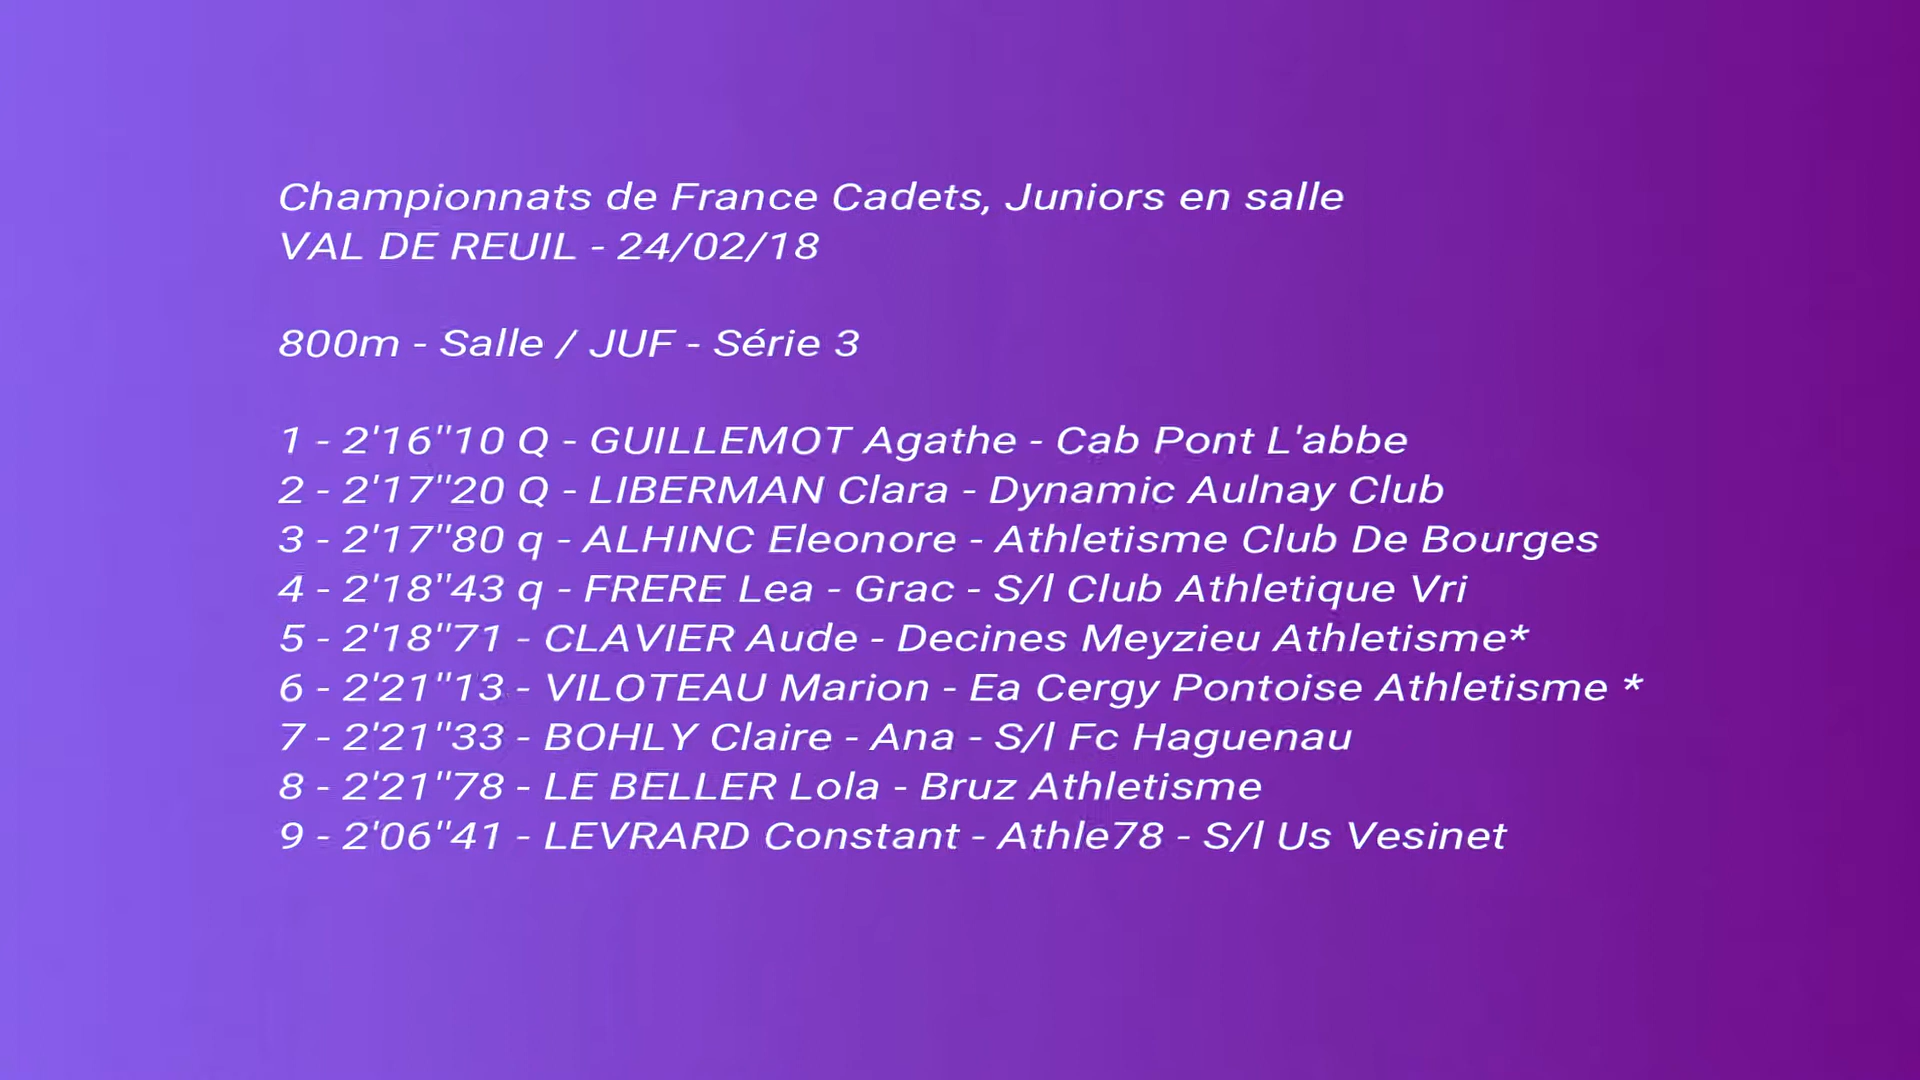 Championnats de France Cadets, Juniors en salle
VAL DE REUIL - 24/02/18
800m - Salle / JUF - Série 3
1 - 2'16"10 Q - GUILLEMOT Agathe - Cab Pont L'abbe
2 - 2'17"20 Q - LIBERMAN Clara - Dynamic Aulnay Club
3 - 2'17"80 q - ALHINC Eleonore - Athletisme Club De Bourges
4 - 2'18"43 q - FRERE Lea - Grac - S/l Club Athletique Vri
5 - 2'18"71 - CLAVIER Aude - Decines Meyzieu Athletisme*
6 - 2'21"13 - VILOTEAU Marion - Ea Cergy Pontoise Athletisme *
7 - 2'21"33 - BOHLY Claire - Ana - S/l Fc Haguenau
8 - 2'21"78 - LE BELLER Lola - Bruz Athletisme
9 - 2'06"41 - LEVRARD Constant - Athle78 - S/l Us Vesinet